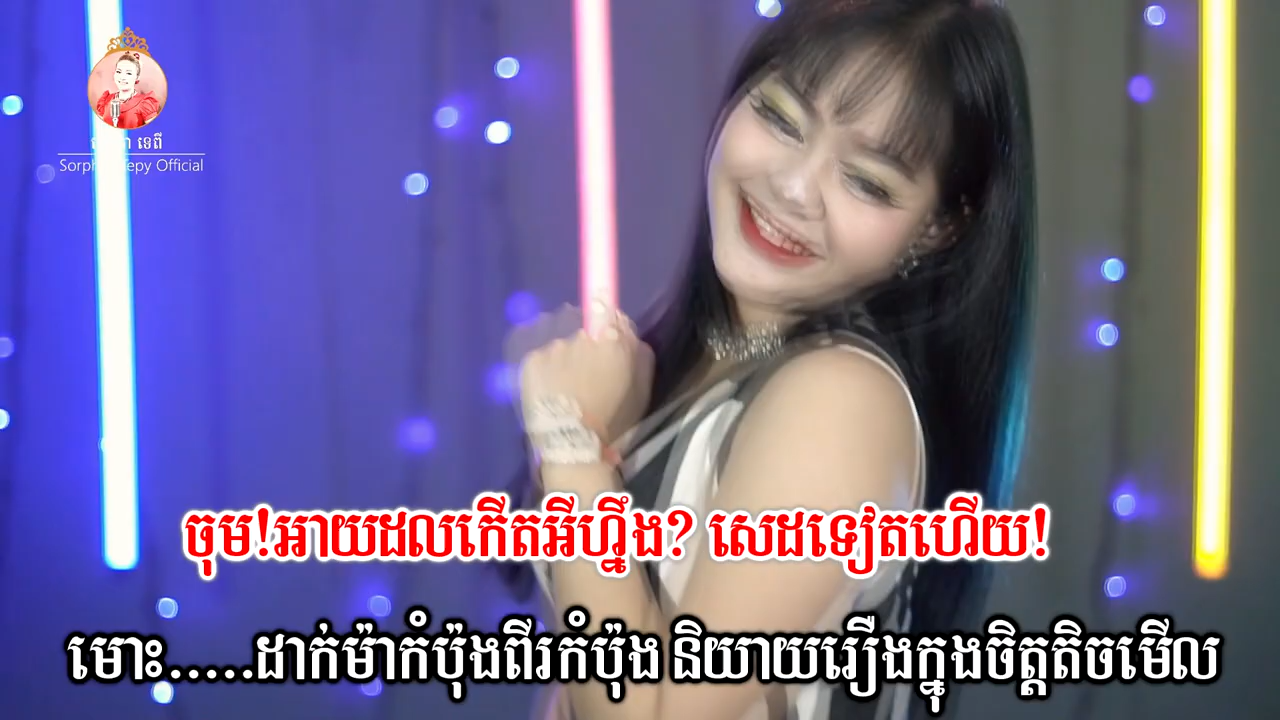 ទេពី
Official
ចុម!អាយដលកើតអីហ្នឹង? សេដទៀតហើយ!
មោះ.....ដាក់ម៉ាកំប៉ុងពីរកំប៉ុង និយាយរឿងក្នុងចិត្តតិចមើល